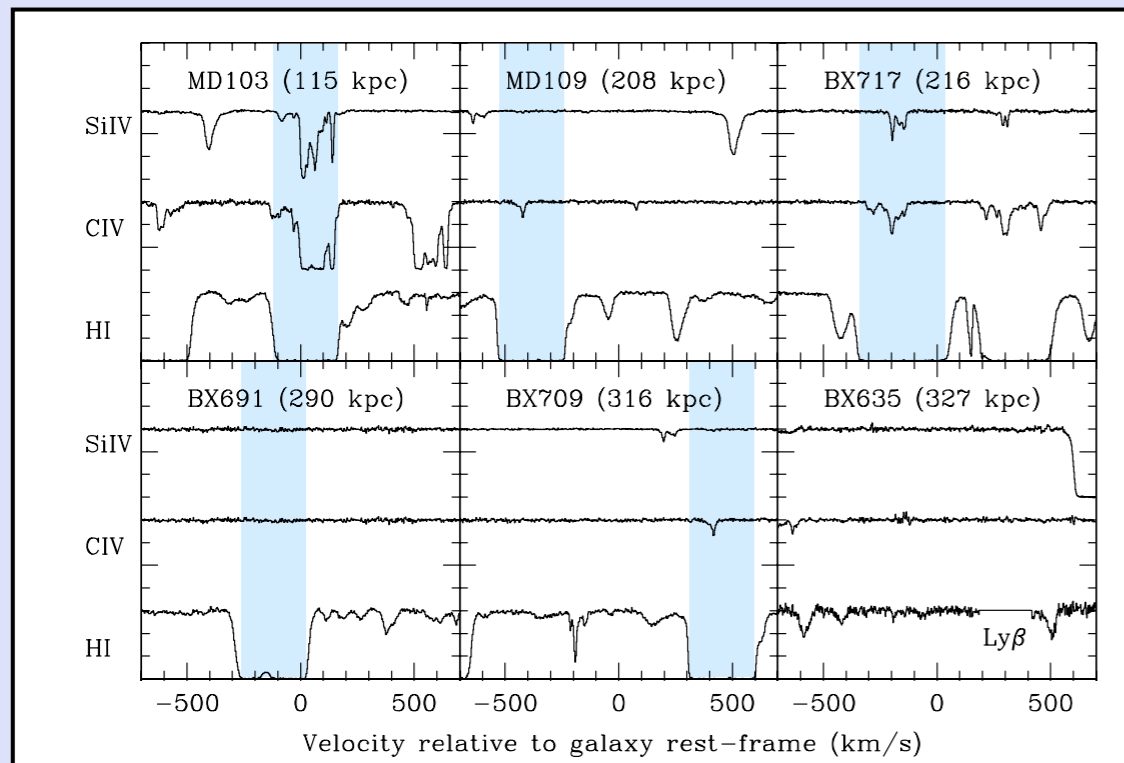 MD103 (115 kpc) MD109 (208 kpc) BX717 (216 kpc)
SiIV
CIV
HI
BX691 (290 kpc) BX709 (316 kpc) BX635 (327 kpc)
SiIV
CIV
HI
Lyβ
−500 0 500 −500 0 500 −500 0 500
Velocity relative to galaxy rest−frame (km/s)